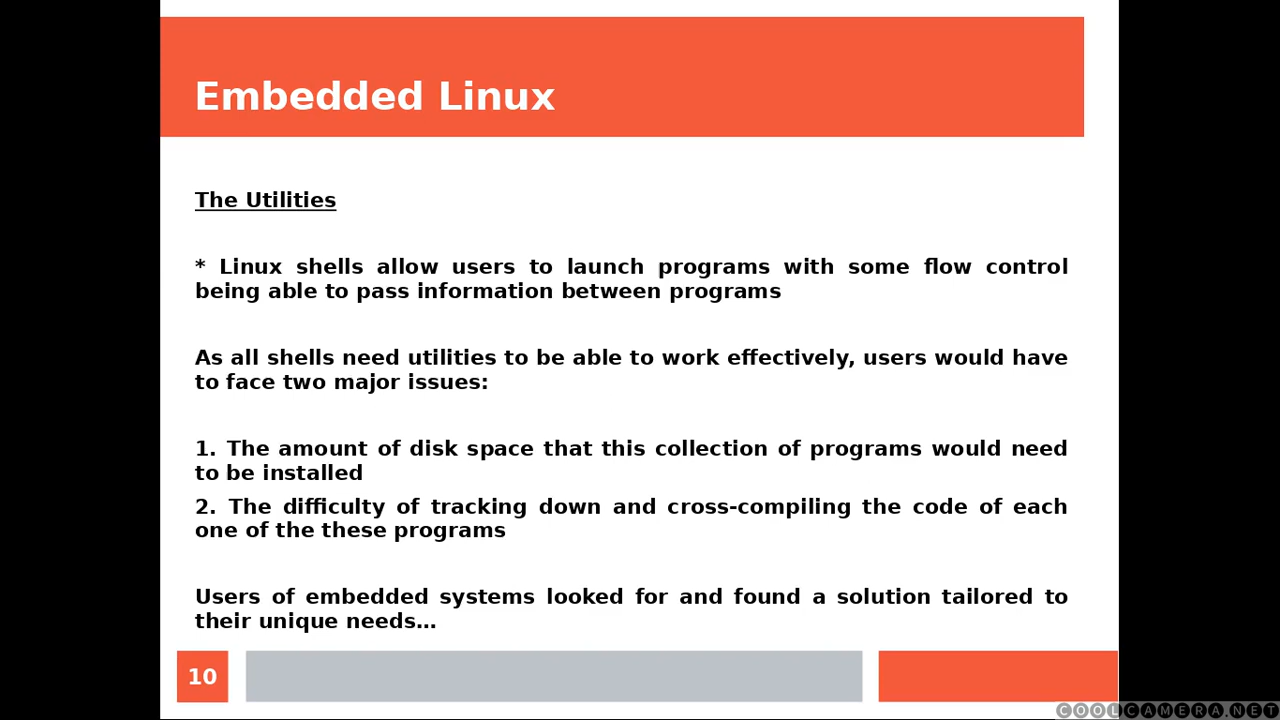 Embedded Linux
The Utilities
* Linux shells allow users to launch programs with some flow control
being able to pass information between programs
As all shells need utilities to be able to work effectively, users would have
to face two major issues:
1. The amount of disk space that this collection of programs would need
to be installed
2. The difficulty of tracking down and cross-compiling the code of each
one of the these programs
Users of embedded systems looked for and found a solution tailored to
their unique needs…
10
COOLCAMERA.NET